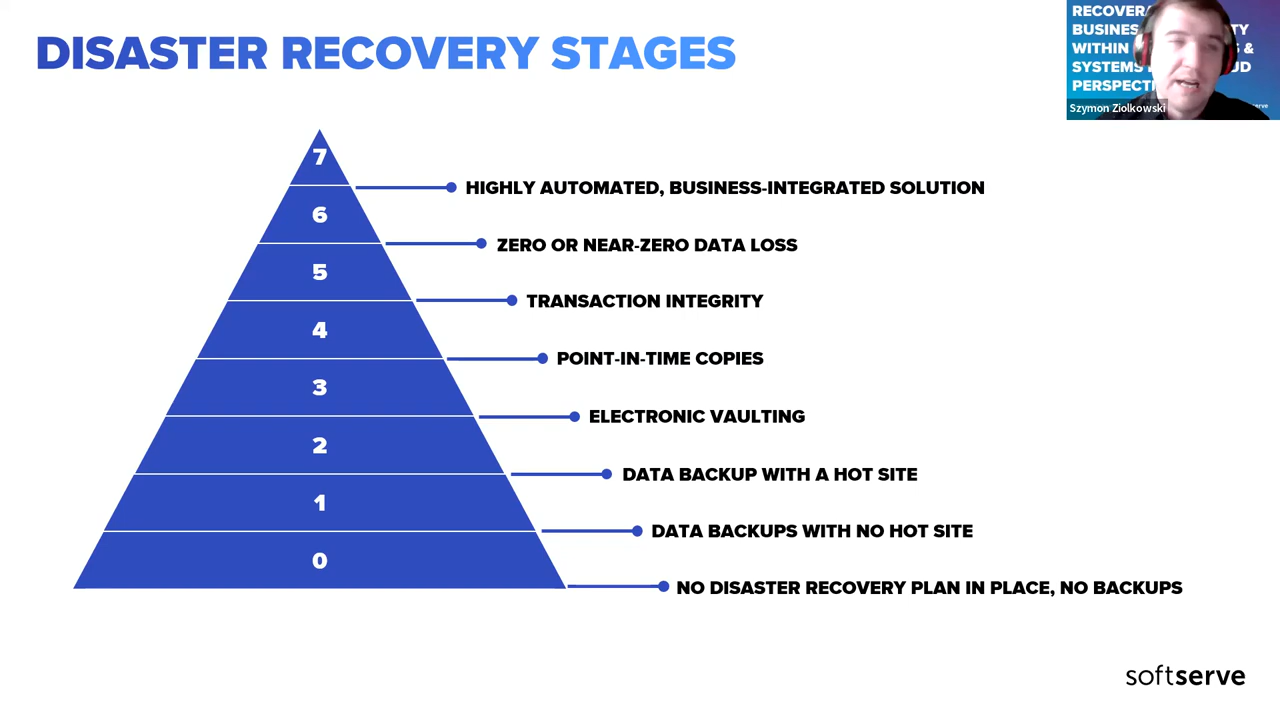 DISASTER RECOVERY STAGES
7
HIGHLY AUTOMATED, BUSINESS-INTEGRATED SOLUTION
6
ZERO OR NEAR-ZERO DATA LOSS
5
TRANSACTION INTEGRITY
4
POINT-IN-TIME COPIES
3
ELECTRONIC VAULTING
2
DATA BACKUP WITH A HOT SITE
1
DATA BACKUPS WITH NO HOT SITE
0
NO DISASTER RECOVERY PLAN IN PLACE, NO BACKUPS
WITHIN
&
SYSTEMS
Szymon Ziolkowski
softserve